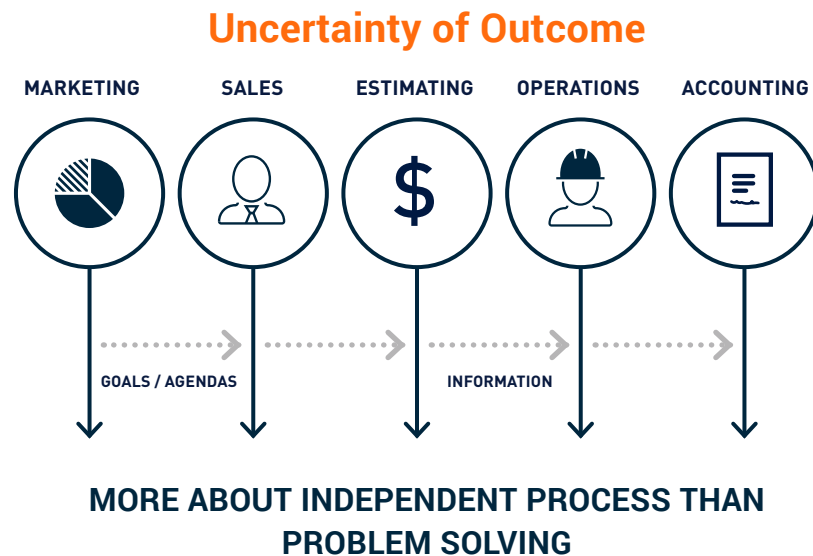 Uncertainty of Outcome
MARKETING
SALES
ESTIMATING
OPERATIONS
ACCOUNTING
$
GOALS / AGENDAS
INFORMATION
MORE ABOUT INDEPENDENT PROCESS THAN
PROBLEM SOLVING